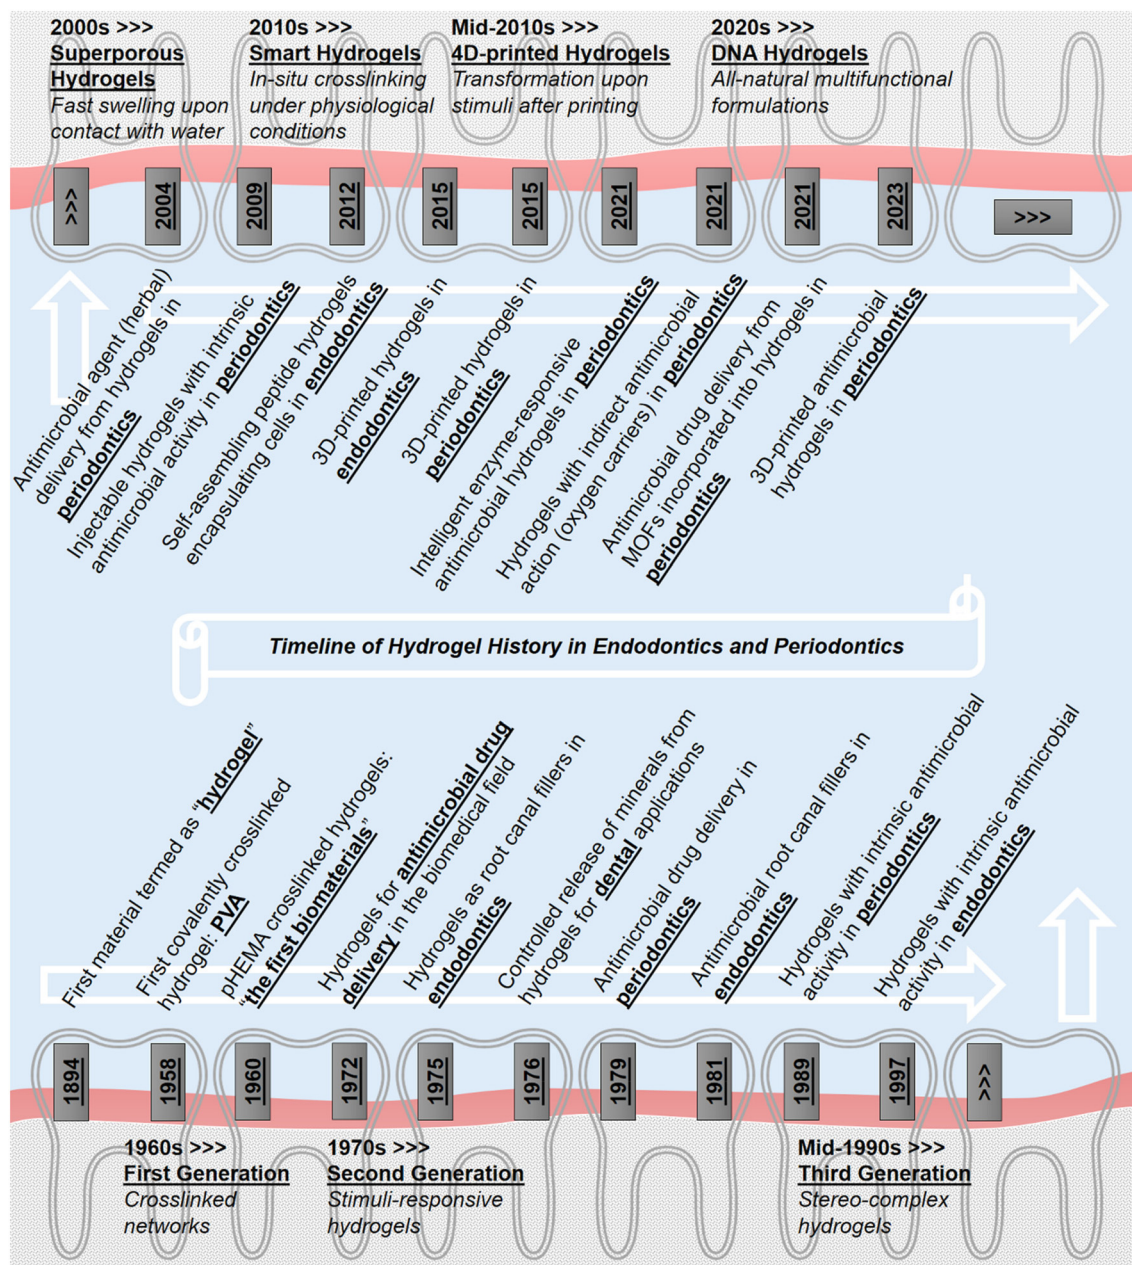 2000s >>>
Superporous
Hydrogels
Fast swelling upon
contact with water
2010s >>>
Smart Hydrogels
In-situ crosslinking
under physiological
conditions
Mid-2010s >>>
4D-printed Hydrogels
Transformation upon
stimuli after printing
2020s >>>
DNA Hydrogels
All-natural multifunctional
formulations
>>>
2004
2009
2012
2015
2015
2021
2021
2021
2023
>>>
Antimicrobial agent (herbal)
delivery from hydrogels in
periodontics
Injectable hydrogels with intrinsic
antimicrobial activity in periodontics
Self-assembling peptide hydrogels
encapsulating cells in endodontics
3D-printed hydrogels in
endodontics
3D-printed hydrogels in
periodontics
Intelligent enzyme-responsive
antimicrobial hydrogels in periodontics
Hydrogels with indirect antimicrobial
action (oxygen carriers) in periodontics
Antimicrobial drug delivery from
MOFs incorporated into hydrogels in
periodontics
3D-printed antimicrobial
hydrogels in periodontics
Timeline of Hydrogel History in Endodontics and Periodontics
First material termed as “hydrogel”
First covalently crosslinked
hydrogel: PVA
pHEMA crosslinked hydrogels:
“the first biomaterials”
Hydrogels for antimicrobial drug
delivery in the biomedical field
Hydrogels as root canal fillers in
endodontics
Controlled release of minerals from
hydrogels for dental applications
Antimicrobial drug delivery in
periodontics
Antimicrobial root canal fillers in
endodontics
Hydrogels with intrinsic antimicrobial
activity in periodontics
Hydrogels with intrinsic antimicrobial
activity in endodontics
1894
1958
1960
1972
1975
1976
1979
1981
1989
1997
>>>
1960s >>>
First Generation
Crosslinked
networks
1970s >>>
Second Generation
Stimuli-responsive
hydrogels
Mid-1990s >>>
Third Generation
Stereo-complex
hydrogels